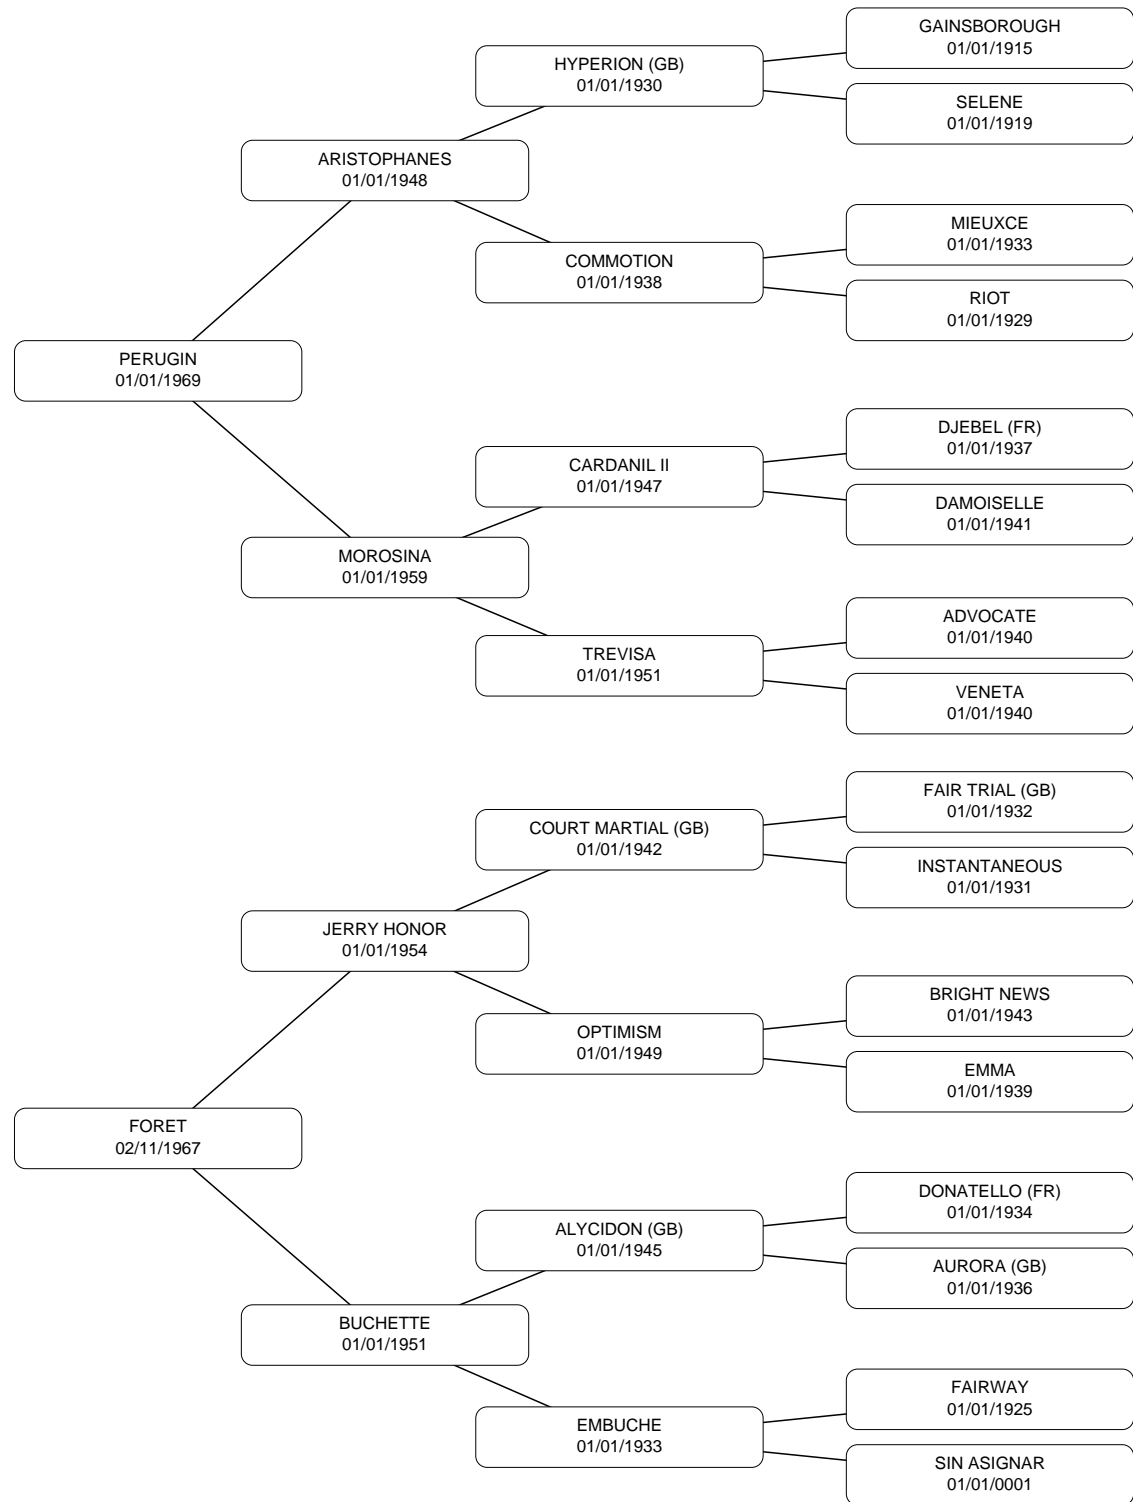 GAINSBOROUGH
01/01/1915
HYPERION (GB)
01/01/1930
SELENE
01/01/1919
ARISTOPHANES
01/01/1948
MIEUXCE
01/01/1933
COMMOTION
01/01/1938
RIOT
01/01/1929
PERUGIN
01/01/1969
DJEBEL (FR)
01/01/1937
CARDANIL II
01/01/1947
DAMOISELLE
01/01/1941
MOROSINA
01/01/1959
ADVOCATE
01/01/1940
TREVISA
01/01/1951
VENETA
01/01/1940
FAIR TRIAL (GB)
01/01/1932
COURT MARTIAL (GB)
01/01/1942
INSTANTANEOUS
01/01/1931
JERRY HONOR
01/01/1954
BRIGHT NEWS
01/01/1943
OPTIMISM
01/01/1949
EMMA
01/01/1939
FORET
02/11/1967
DONATELLO (FR)
01/01/1934
ALYCIDON (GB)
01/01/1945
AURORA (GB)
01/01/1936
BUCHETTE
01/01/1951
FAIRWAY
01/01/1925
EMBUCHE
01/01/1933
SIN ASIGNAR
01/01/0001